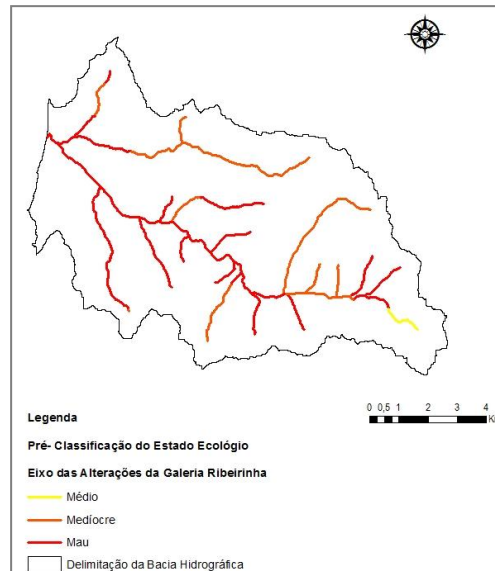 0 0,5 1 2 3 4
Legenda
Pré- Classificação do Estado Ecológio
Eixo das Alterações da Galeria Ribeirinha
Médio
Medíocre
Mau
Delimitação da Bacia Hidrográfica